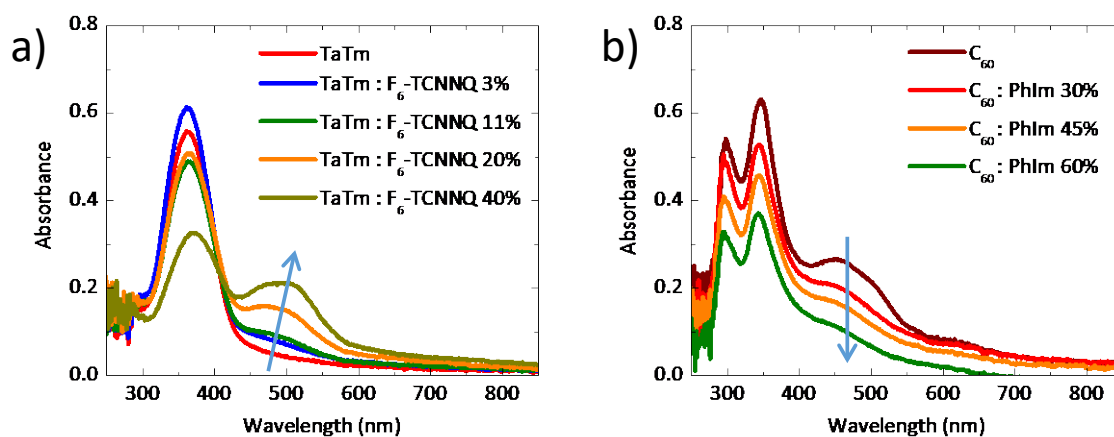 a)
0.8
0.6
0.4
0.2
0.0
Absorbance
300 400 500 600 700 800
Wavelength (nm)
TaTm
TaTm : F₆-TCNNQ 3%
TaTm : F₆-TCNNQ 11%
TaTm : F₆-TCNNQ 20%
TaTm : F₆-TCNNQ 40%
b)
0.8
0.6
0.4
0.2
0.0
Absorbance
300 400 500 600 700 800
Wavelength (nm)
C₆₀
C₆₀ : PhIm 30%
C₆₀ : PhIm 45%
C₆₀ : PhIm 60%